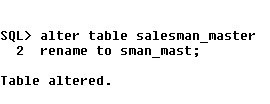 SQL> alter table salesman_master
2 rename to sman_mast;
Table altered.